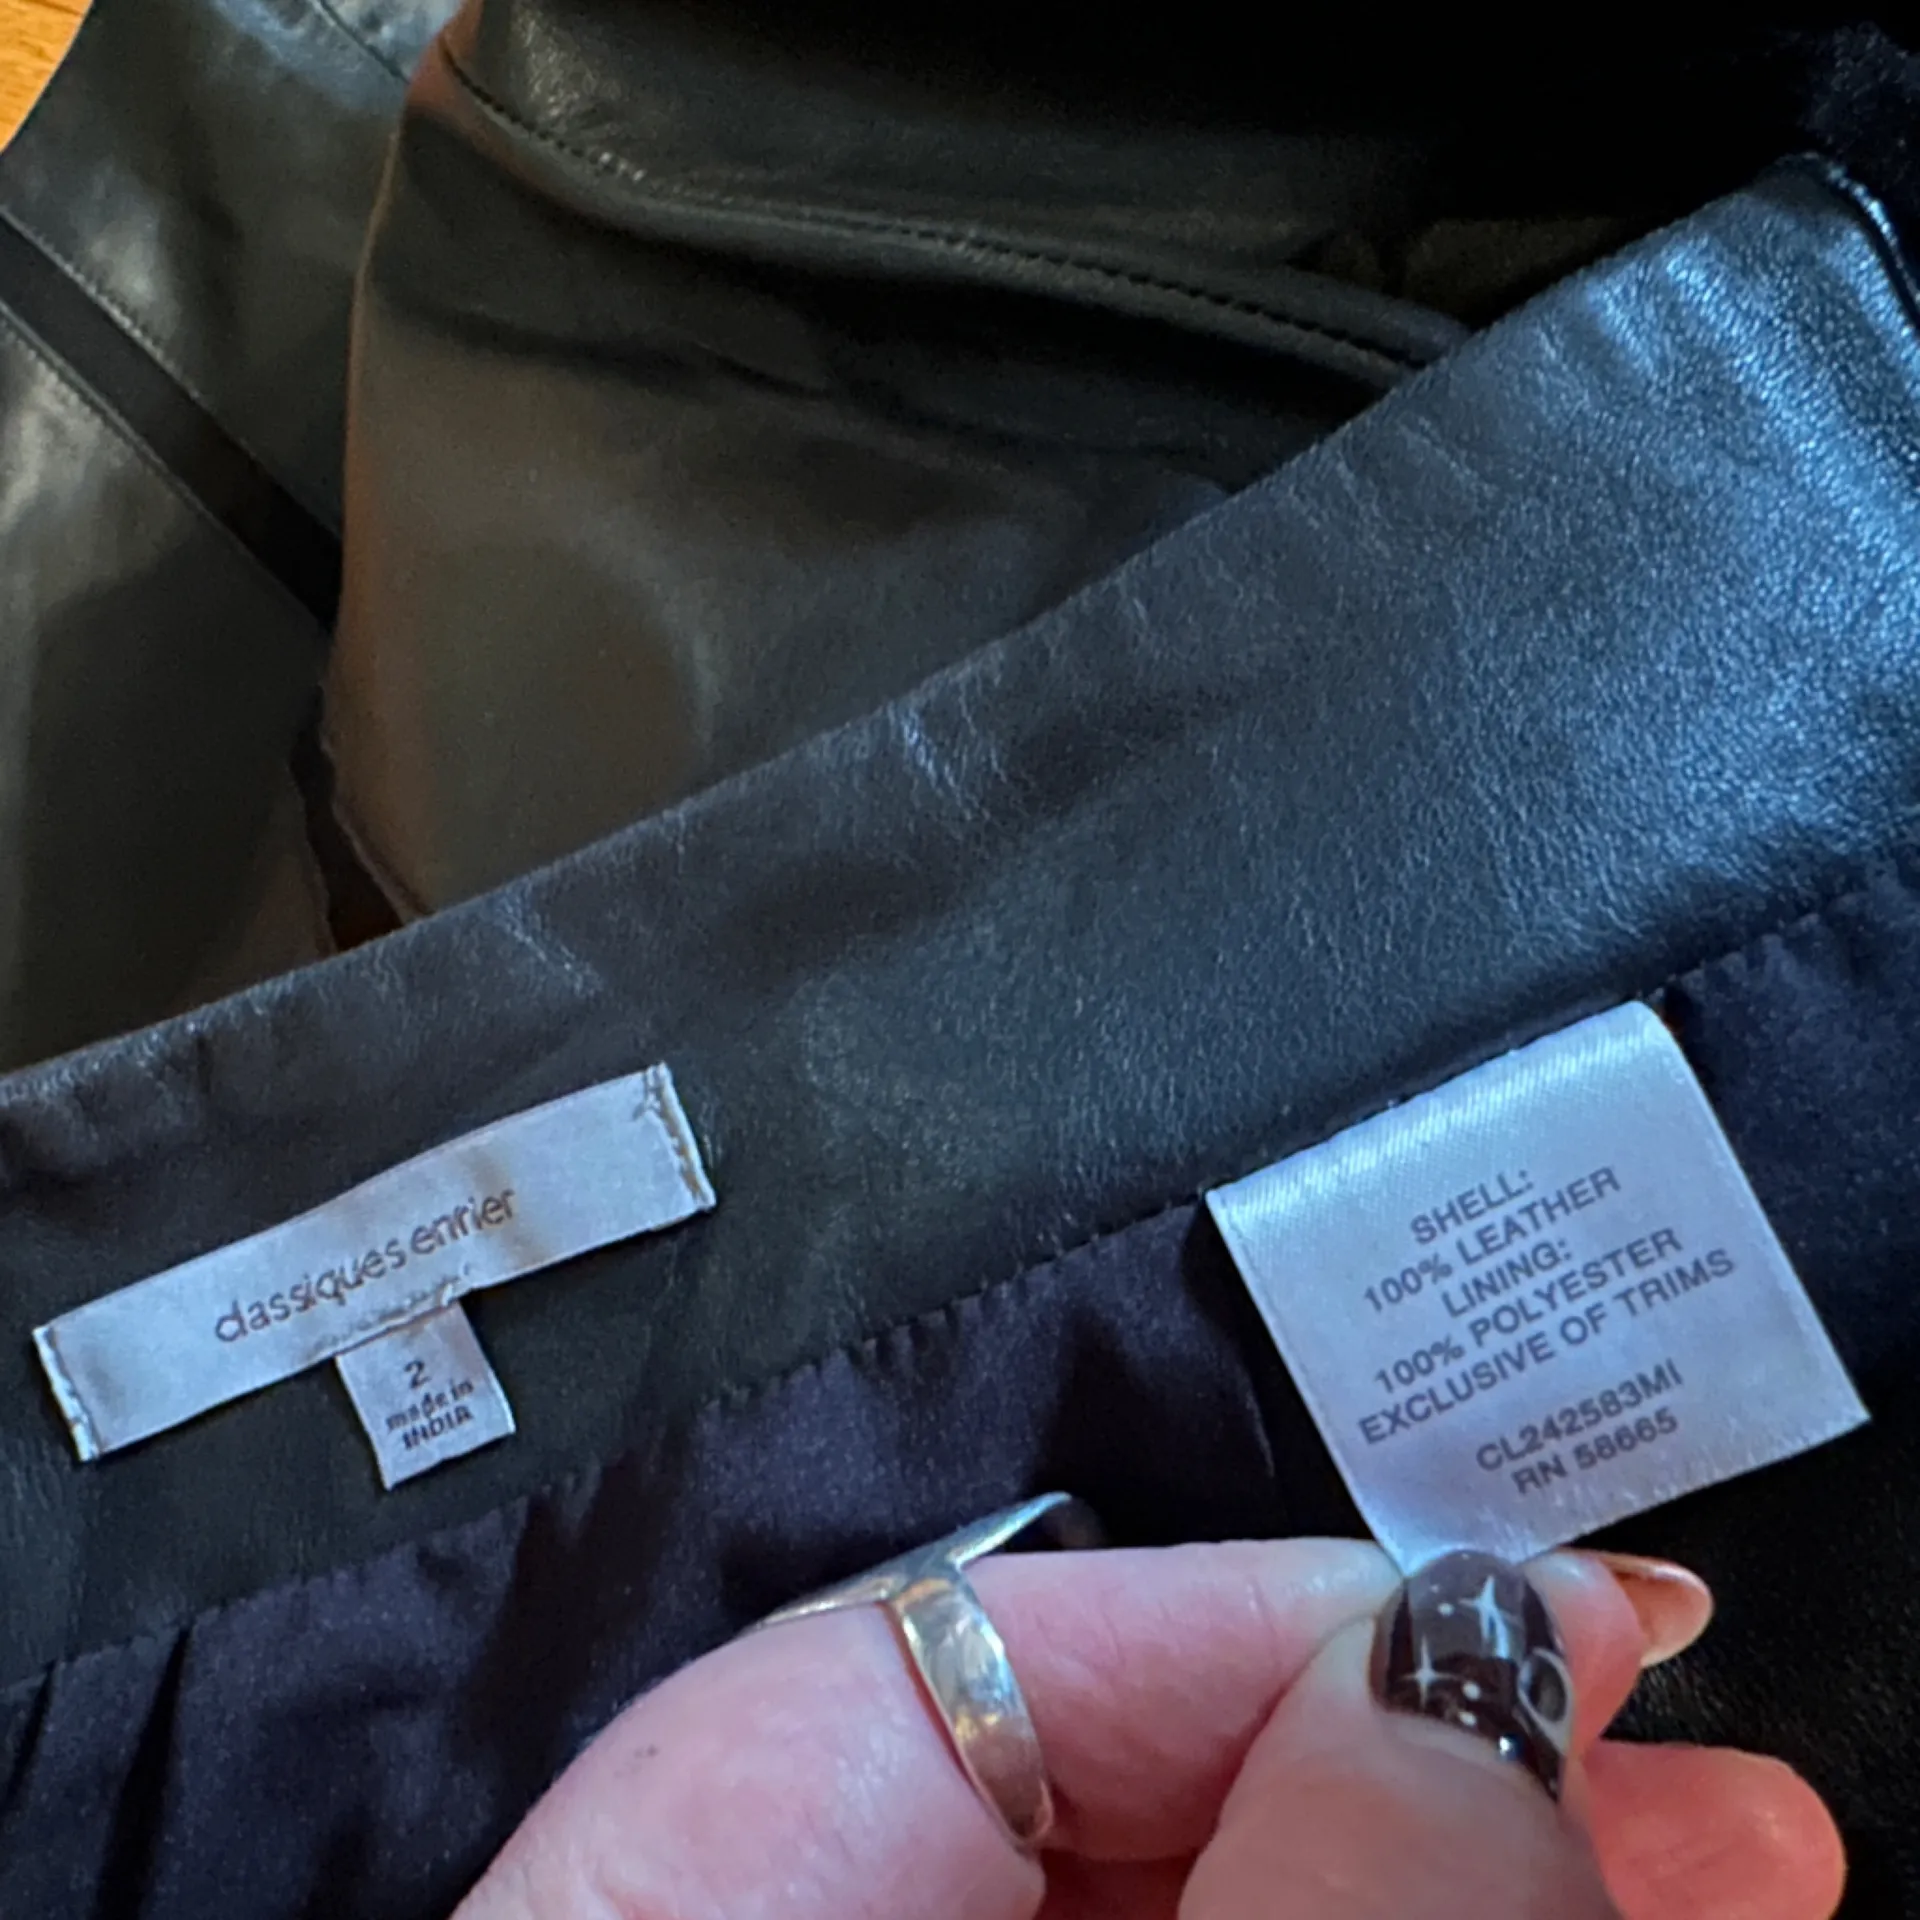 classiques entier
2
made in
INDIA
SHELL:
100% LEATHER
LINING:
100% POLYESTER
EXCLUSIVE OF TRIMS
CL242583MI
RN 58665